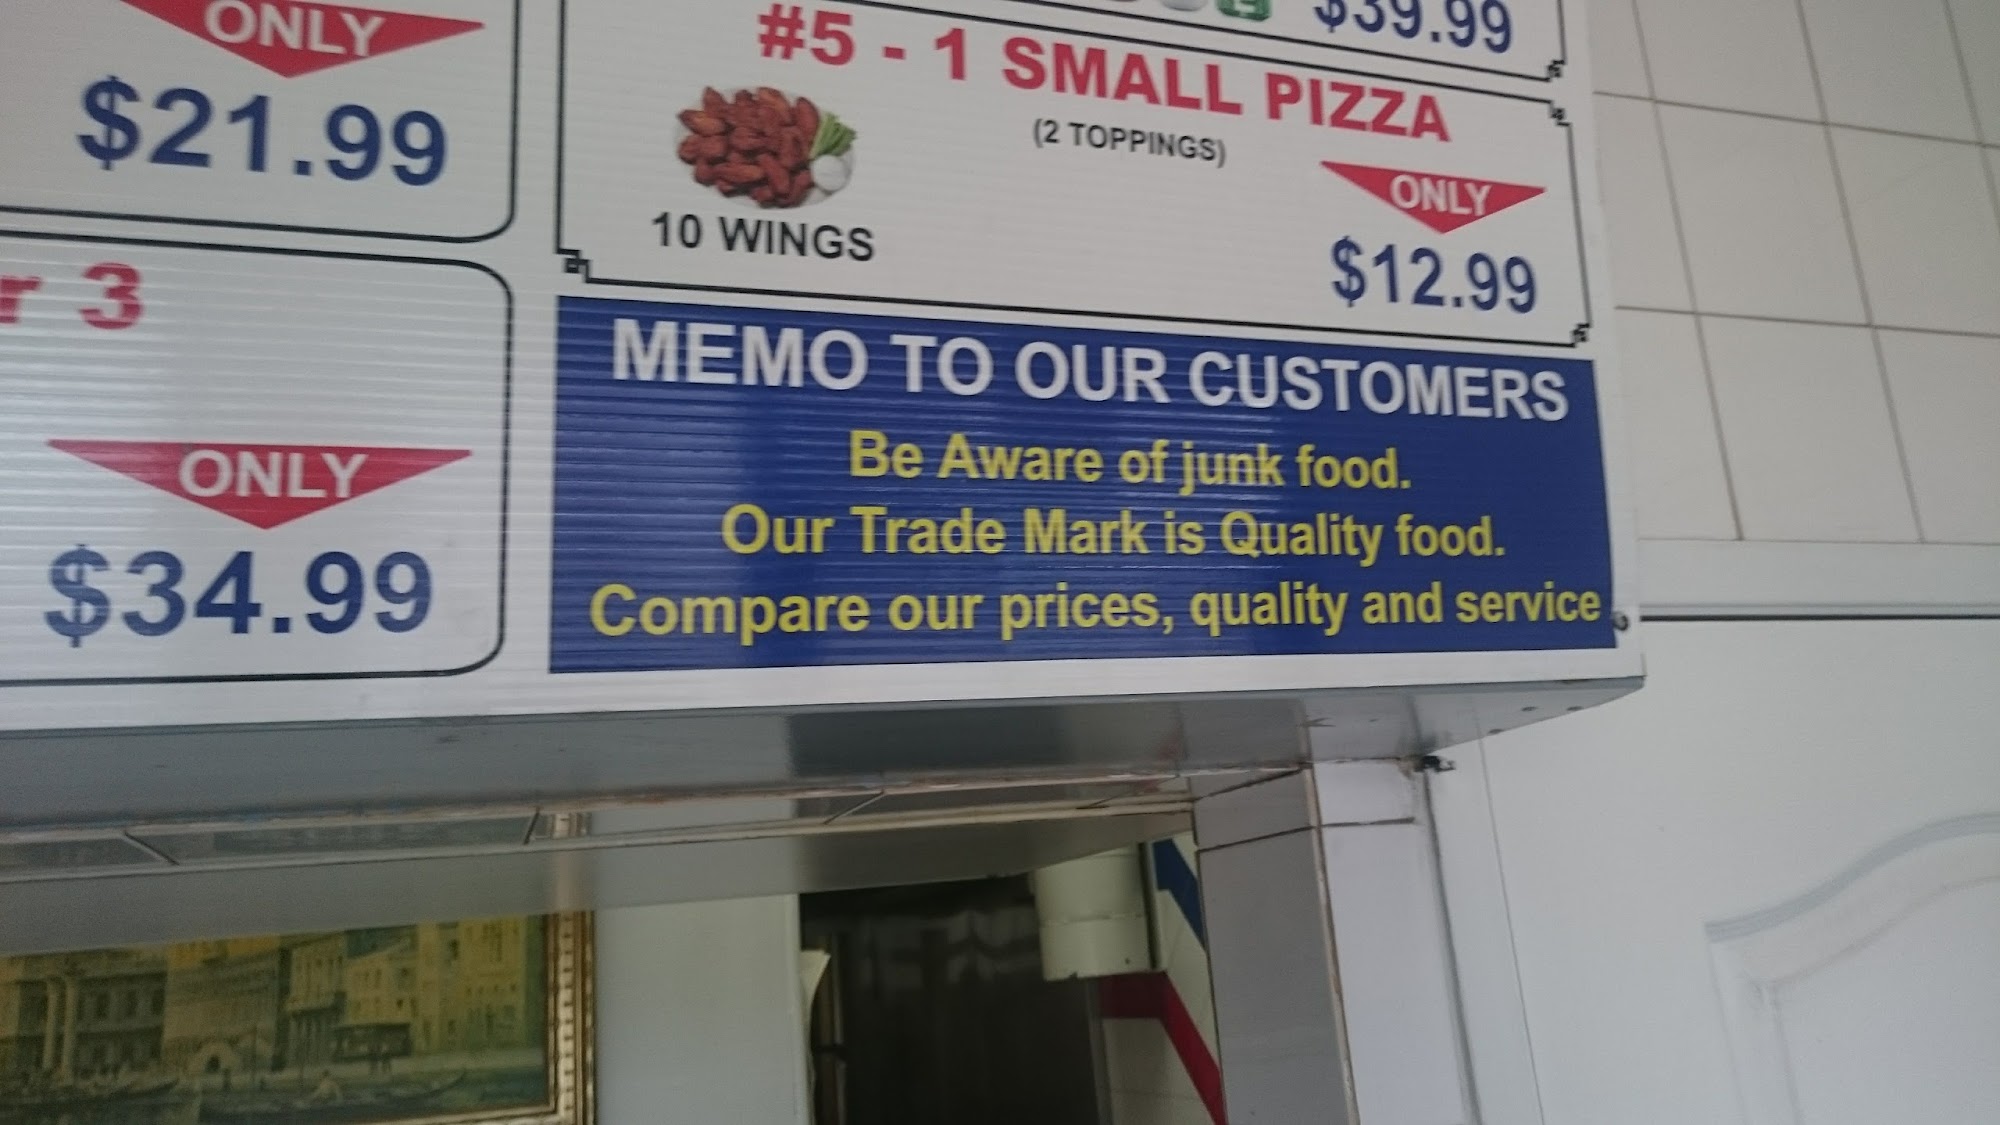 ONLY
$21.99
r 3
ONLY
$34.99
$39.99
#5 - 1 SMALL PIZZA
(2 TOPPINGS)
10 WINGS
ONLY
$12.99
MEMO TO OUR CUSTOMERS
Be Aware of junk food.
Our Trade Mark is Quality food.
Compare our prices, quality and service